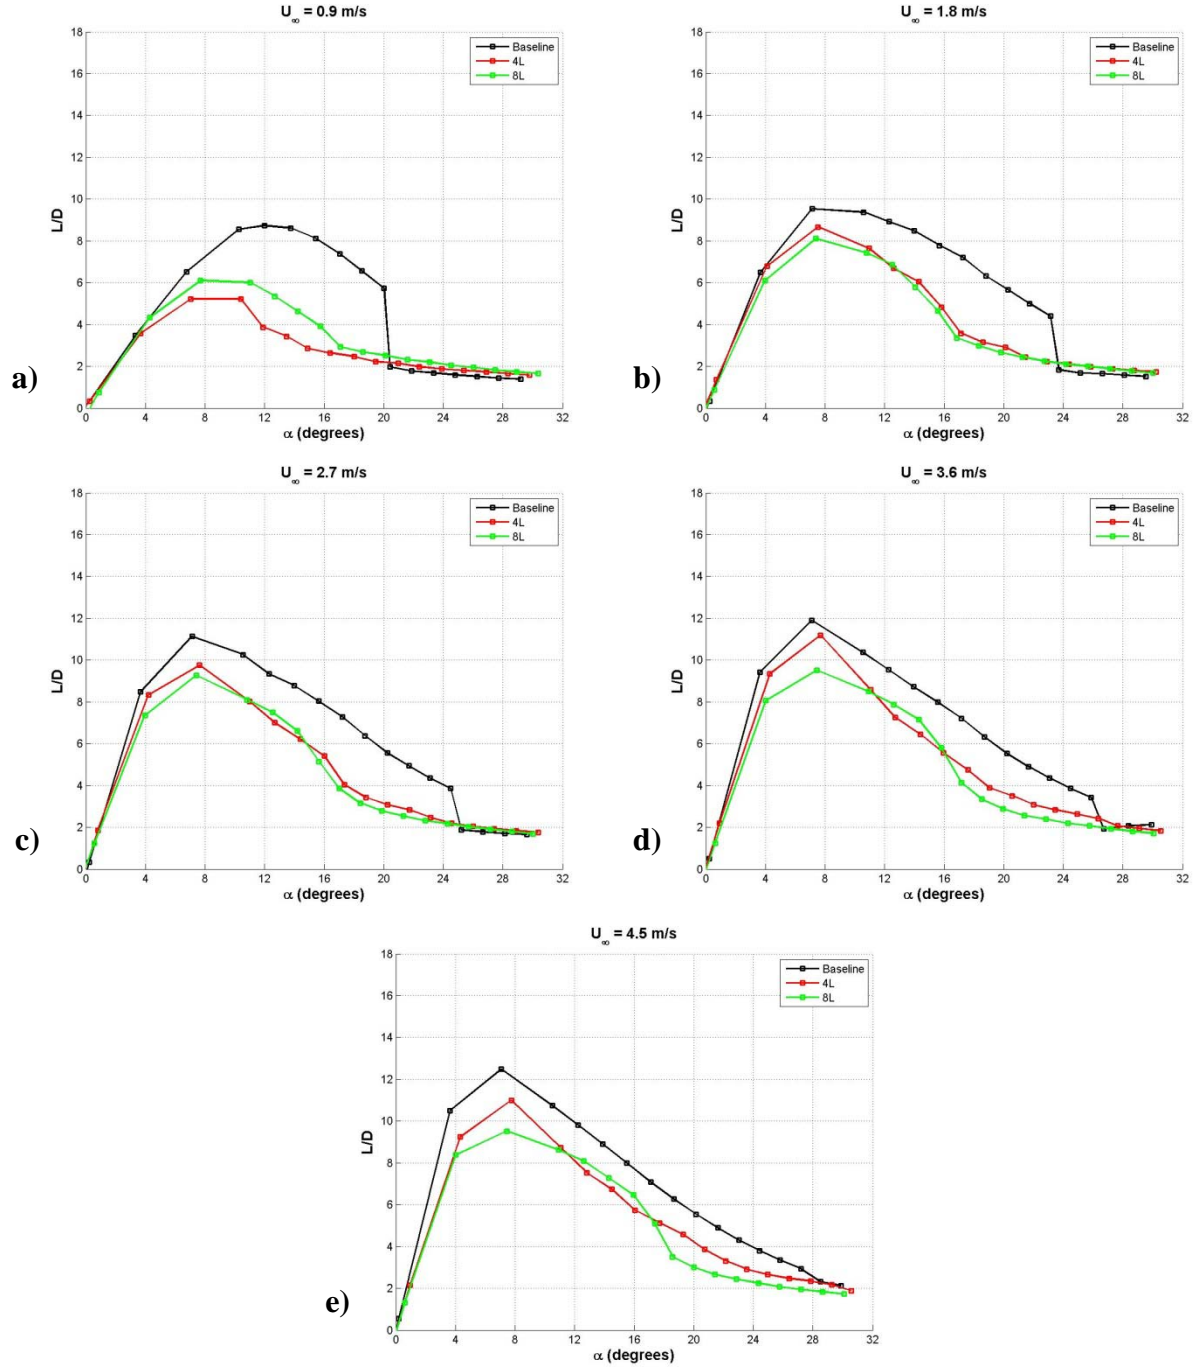 U∞ = 0.9 m/s
18
16
14
12
10
8
6
4
2
0
L/D
0 4 8 12 16 20 24 28 32
α (degrees)
Baseline
4L
8L
a)
U∞ = 1.8 m/s
18
16
14
12
10
8
6
4
2
0
L/D
0 4 8 12 16 20 24 28 32
α (degrees)
Baseline
4L
8L
b)
U∞ = 2.7 m/s
18
16
14
12
10
8
6
4
2
0
L/D
0 4 8 12 16 20 24 28 32
α (degrees)
Baseline
4L
8L
c)
U∞ = 3.6 m/s
18
16
14
12
10
8
6
4
2
0
L/D
0 4 8 12 16 20 24 28 32
α (degrees)
Baseline
4L
8L
d)
U∞ = 4.5 m/s
18
16
14
12
10
8
6
4
2
0
L/D
0 4 8 12 16 20 24 28 32
α (degrees)
Baseline
4L
8L
e)